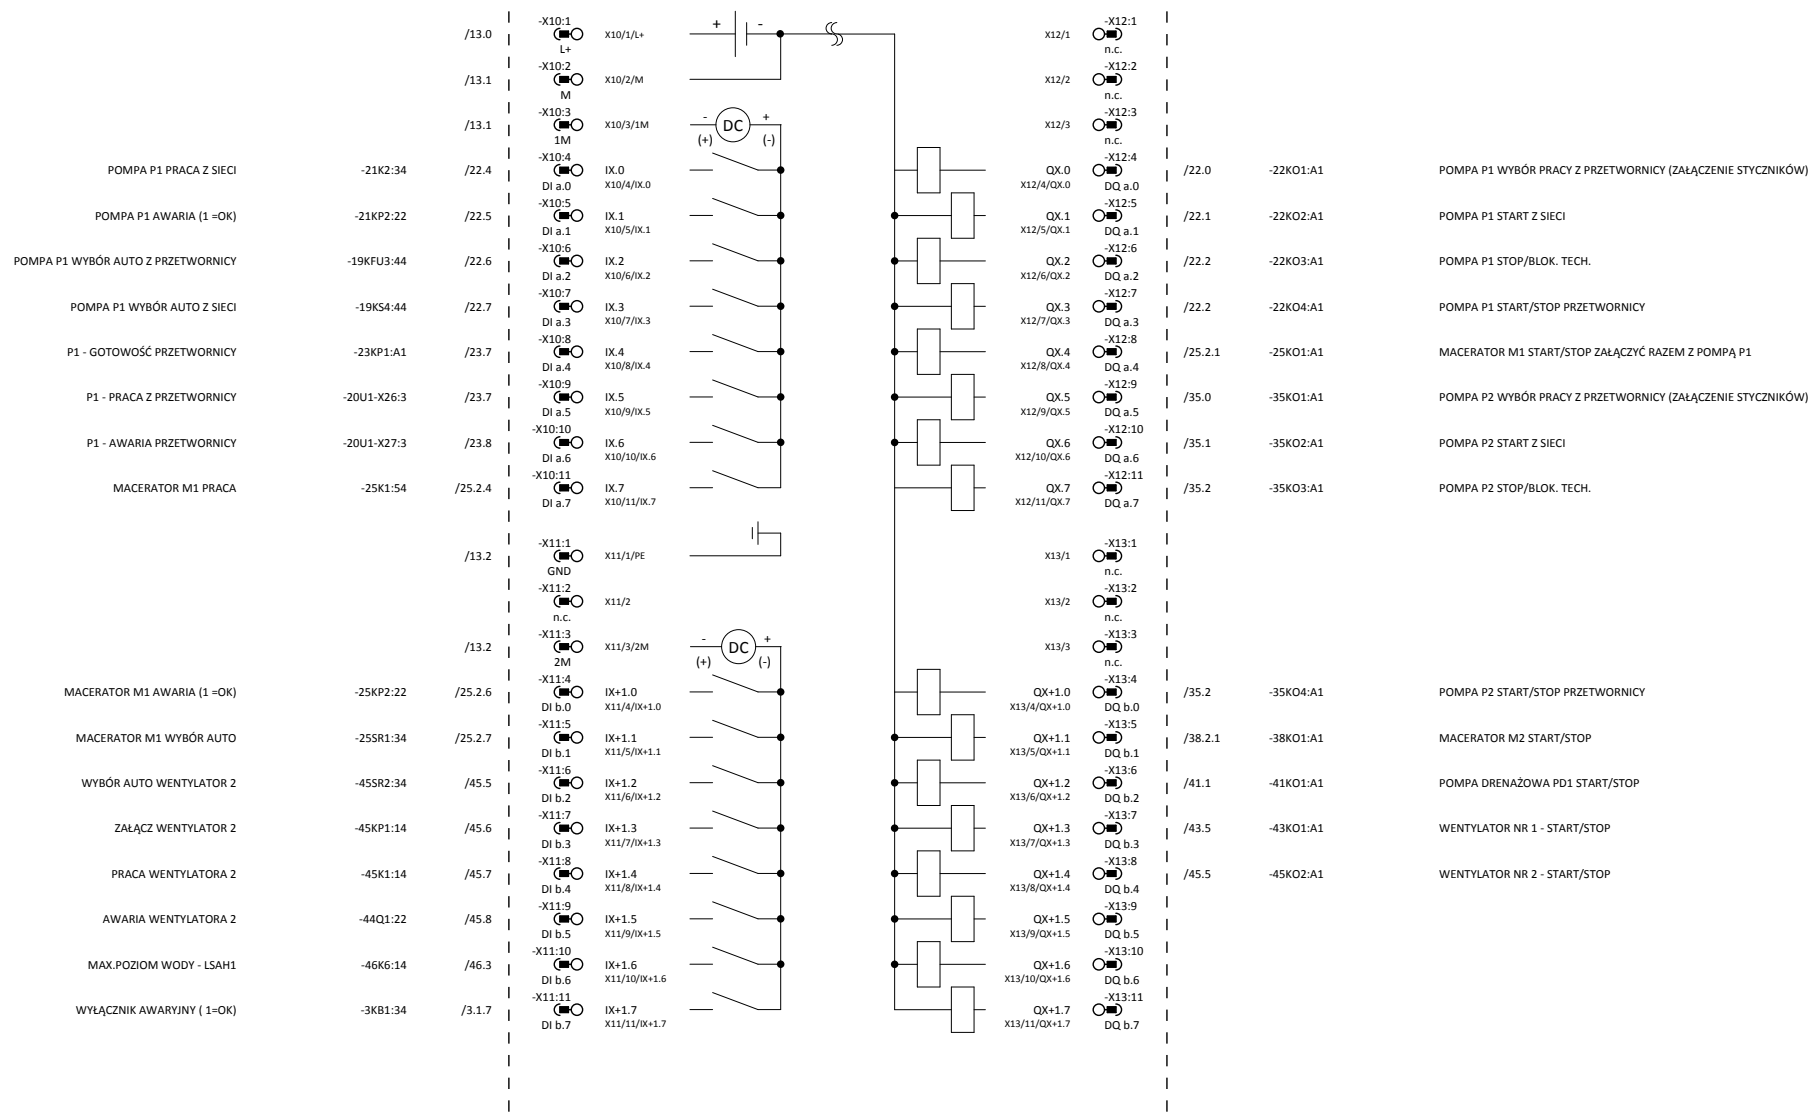 /13.0 -X10:1 L+ X10/1/L+ + - X12/1 -X12:1 n.c.
/13.1 -X10:2 M X10/2/M X12/2 -X12:2 n.c.
/13.1 -X10:3 1M X10/3/1M - (+) DC + (-) X12/3 -X12:3 n.c.
POMPA P1 PRACA Z SIECI -21K2:34 /22.4 -X10:4 DI a.0 IX.0 X10/4/IX.0 QX.0 X12/4/QX.0 -X12:4 DQ a.0 /22.0 -22KO1:A1 POMPA P1 WYBÓR PRACY Z PRZETWORNICY (ZAŁĄCZENIE STYCZNIKÓW)
POMPA P1 AWARIA (1 =OK) -21KP2:22 /22.5 -X10:5 DI a.1 IX.1 X10/5/IX.1 QX.1 X12/5/QX.1 -X12:5 DQ a.1 /22.1 -22KO2:A1 POMPA P1 START Z SIECI
POMPA P1 WYBÓR AUTO Z PRZETWORNICY -19KFU3:44 /22.6 -X10:6 DI a.2 IX.2 X10/6/IX.2 QX.2 X12/6/QX.2 -X12:6 DQ a.2 /22.2 -22KO3:A1 POMPA P1 STOP/BLOK. TECH.
POMPA P1 WYBÓR AUTO Z SIECI -19KS4:44 /22.7 -X10:7 DI a.3 IX.3 X10/7/IX.3 QX.3 X12/7/QX.3 -X12:7 DQ a.3 /22.2 -22KO4:A1 POMPA P1 START/STOP PRZETWORNICY
P1 - GOTOWOŚĆ PRZETWORNICY -23KP1:A1 /23.7 -X10:8 DI a.4 IX.4 X10/8/IX.4 QX.4 X12/8/QX.4 -X12:8 DQ a.4 /25.2.1 -25KO1:A1 MACERATOR M1 START/STOP ZAŁĄCZYĆ RAZEM Z POMPĄ P1
P1 - PRACA Z PRZETWORNICY -20U1-X26:3 /23.7 -X10:9 DI a.5 IX.5 X10/9/IX.5 QX.5 X12/9/QX.5 -X12:9 DQ a.5 /35.0 -35KO1:A1 POMPA P2 WYBÓR PRACY Z PRZETWORNICY (ZAŁĄCZENIE STYCZNIKÓW)
P1 - AWARIA PRZETWORNICY -20U1-X27:3 /23.8 -X10:10 DI a.6 IX.6 X10/10/IX.6 QX.6 X12/10/QX.6 -X12:10 DQ a.6 /35.1 -35KO2:A1 POMPA P2 START Z SIECI
MACERATOR M1 PRACA -25K1:54 /25.2.4 -X10:11 DI a.7 IX.7 X10/11/IX.7 QX.7 X12/11/QX.7 -X12:11 DQ a.7 /35.2 -35KO3:A1 POMPA P2 STOP/BLOK. TECH.
/13.2 -X11:1 GND X11/1/PE X13/1 -X13:1 n.c.
-X11:2 n.c. X11/2 X13/2 -X13:2 n.c.
/13.2 -X11:3 2M X11/3/2M - (+) DC + (-) X13/3 -X13:3 n.c.
MACERATOR M1 AWARIA (1 =OK) -25KP2:22 /25.2.6 -X11:4 DI b.0 IX+1.0 X11/4/IX+1.0 QX+1.0 X13/4/QX+1.0 -X13:4 DQ b.0 /35.2 -35KO4:A1 POMPA P2 START/STOP PRZETWORNICY
MACERATOR M1 WYBÓR AUTO -25SR1:34 /25.2.7 -X11:5 DI b.1 IX+1.1 X11/5/IX+1.1 QX+1.1 X13/5/QX+1.1 -X13:5 DQ b.1 /38.2.1 -38KO1:A1 MACERATOR M2 START/STOP
WYBÓR AUTO WENTYLATOR 2 -45SR2:34 /45.5 -X11:6 DI b.2 IX+1.2 X11/6/IX+1.2 QX+1.2 X13/6/QX+1.2 -X13:6 DQ b.2 /41.1 -41KO1:A1 POMPA DRENAŻOWA PD1 START/STOP
ZAŁĄCZ WENTYLATOR 2 -45KP1:14 /45.6 -X11:7 DI b.3 IX+1.3 X11/7/IX+1.3 QX+1.3 X13/7/QX+1.3 -X13:7 DQ b.3 /43.5 -43KO1:A1 WENTYLATOR NR 1 - START/STOP
PRACA WENTYLATORA 2 -45K1:14 /45.7 -X11:8 DI b.4 IX+1.4 X11/8/IX+1.4 QX+1.4 X13/8/QX+1.4 -X13:8 DQ b.4 /45.5 -45KO2:A1 WENTYLATOR NR 2 - START/STOP
AWARIA WENTYLATORA 2 -44Q1:22 /45.8 -X11:9 DI b.5 IX+1.5 X11/9/IX+1.5 QX+1.5 X13/9/QX+1.5 -X13:9 DQ b.5
MAX.POZIOM WODY - LSAH1 -46K6:14 /46.3 -X11:10 DI b.6 IX+1.6 X11/10/IX+1.6 QX+1.6 X13/10/QX+1.6 -X13:10 DQ b.6
WYŁĄCZNIK AWARYJNY ( 1=OK) -3KB1:34 /3.1.7 -X11:11 DI b.7 IX+1.7 X11/11/IX+1.7 QX+1.7 X13/11/QX+1.7 -X13:11 DQ b.7